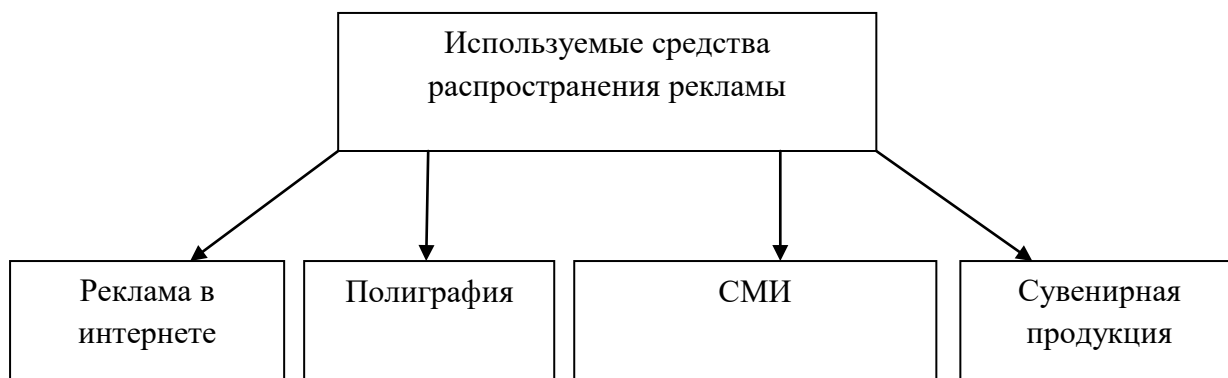 Используемые средства
распространения рекламы
Реклама в
интернете
Полиграфия
СМИ
Сувенирная
продукция